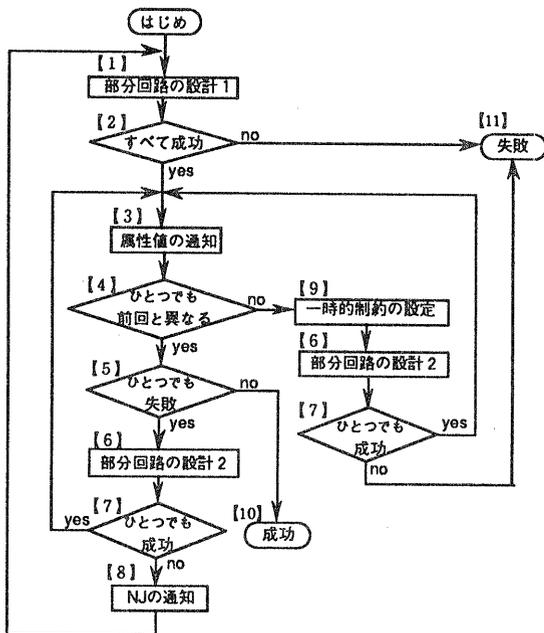 はじめ
【1】
部分回路の設計1
【2】
すべて成功
no
yes
【11】
失敗
【3】
属性値の通知
【4】
ひとつでも
前回と異なる
no
yes
【9】
一時的制約の設定
【6】
部分回路の設計2
【7】
ひとつでも
成功
yes
no
【5】
ひとつでも
失敗
no
yes
【6】
部分回路の設計2
【7】
ひとつでも
成功
yes
no
【10】
成功
【8】
NJの通知